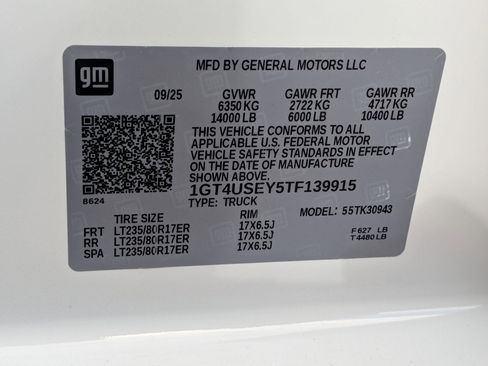 gm
MFD BY GENERAL MOTORS LLC
09/25 GVWR GAWR FRT GAWR RR
6350 KG 2722 KG 4717 KG
14000 LB 6000 LB 10400 LB
THIS VEHICLE CONFORMS TO ALL
APPLICABLE U.S. FEDERAL MOTOR
VEHICLE SAFETY STANDARDS IN EFFECT
ON THE DATE OF MANUFACTURE
SHOWN ABOVE.
1GT4USEY5TF139915
8624
TYPE: TRUCK
TIRE SIZE RIM MODEL: 55TK30943
FRT LT235/80R17ER 17X6.5J F 627 LB
RR LT235/80R17ER 17X6.5J T 4480 LB
SPA LT235/80R17ER 17X6.5J